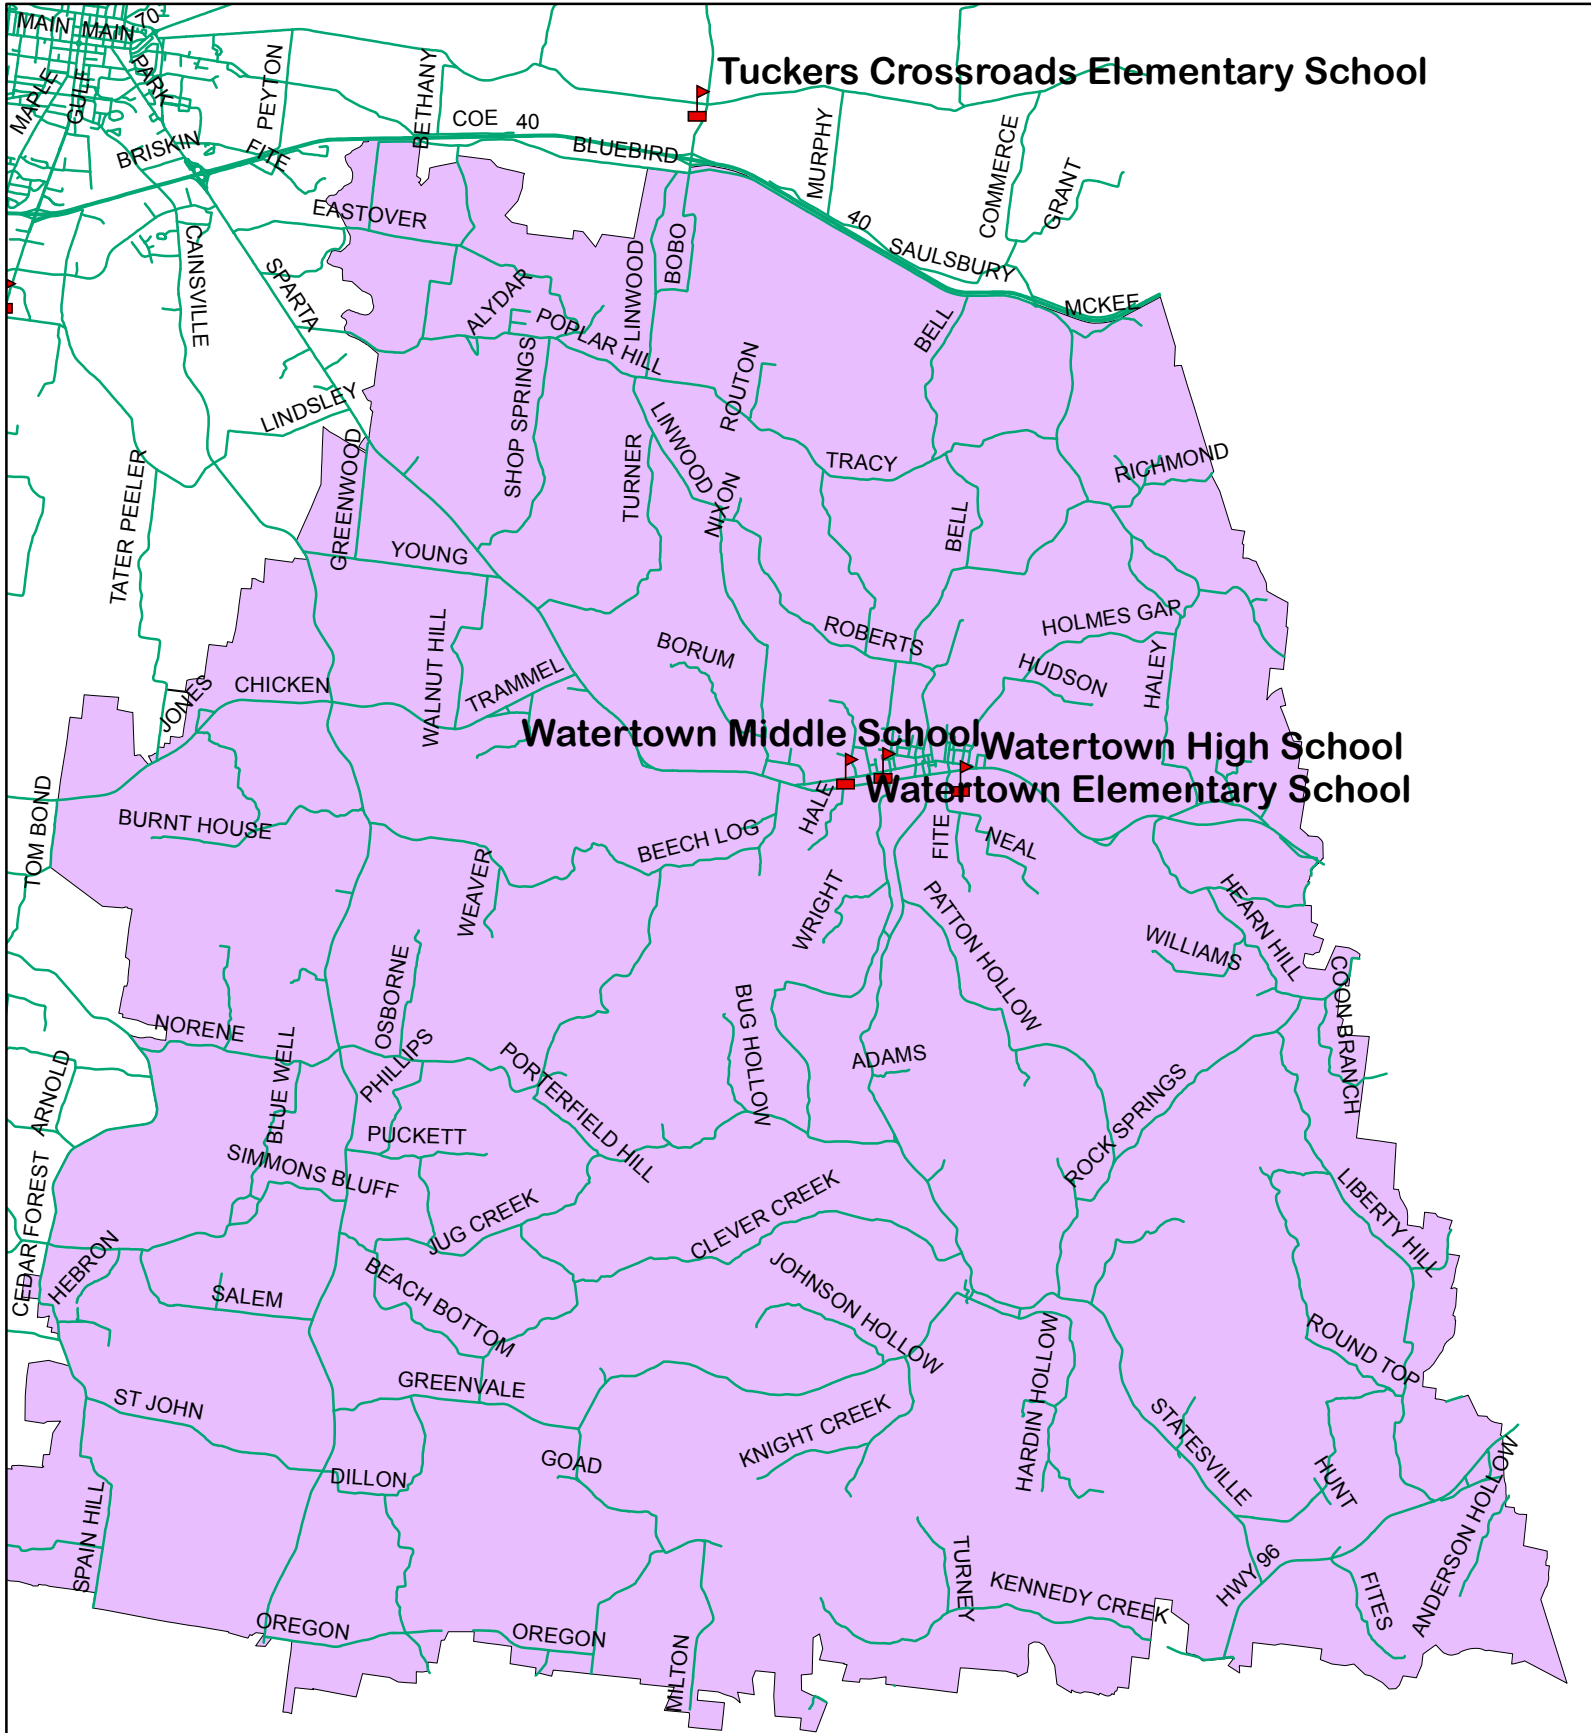 MAIN
MAIN
70
Tuckers Crossroads Elementary School
MAPLE
GULF
PARK
PEYTON
BETHANY
COE
40
BRISKIN
FITE
BLUEBIRD
MURPHY
COMMERCE
GRANT
EASTOVER
40
SAULSBURY
CAINSVILLE
SPARTA
LINWOOD
BOBO
ALYDAR
POPLAR HILL
BELL
MCKEE
SHOP SPRINGS
ROUTON
LINDSLEY
GREENWOOD
TURNER
LINWOOD
NIXON
TRACY
RICHMOND
TATER PEELER
YOUNG
BELL
WALNUT HILL
BORUM
ROBERTS
HOLMES GAP
HUDSON
HALEY
JONES
CHICKEN
TRAMMEL
Watertown Middle School
Watertown High School
Watertown Elementary School
TOM BOND
BURNT HOUSE
HALE
BEECH LOG
FITE
NEAL
WEAVER
WRIGHT
PATTON HOLLOW
HEARN HILL
WILLIAMS
COON BRANCH
OSBORNE
NORENE
BLUE WELL
PHILLIPS
PORTERFIELD HILL
BUG HOLLOW
ADAMS
ARNOLD
ROCK SPRINGS
PUCKETT
SIMMONS BLUFF
CEDAR FOREST
HEBRON
JUG CREEK
CLEVER CREEK
LIBERTY HILL
SALEM
BEACH BOTTOM
JOHNSON HOLLOW
HARDIN HOLLOW
ROUND TOP
GREENVALE
ST JOHN
KNIGHT CREEK
STATESVILLE
GOAD
DILLON
HUNT
SPAIN HILL
ANDERSON HOLLOW
TURNEY
KENNEDY CREEK
HWY 96
FITES
OREGON
OREGON
MILTON